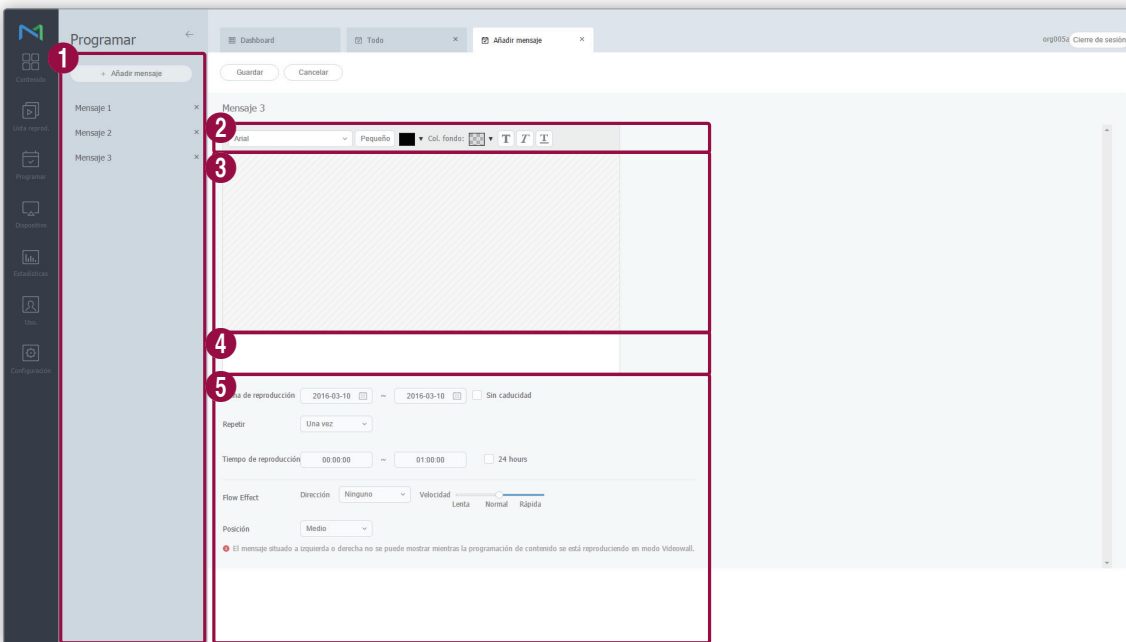 Programar
←
Dashboard
Todo ×
Añadir mensaje ×
org005a
Cierre de sesión
1
Contenido
+ Añadir mensaje
Guardar
Cancelar
Mensaje 1 ×
Mensaje 2 ×
Mensaje 3 ×
Lista reprod.
Programar
Dispositivo
Estadísticas
Configuración
Mensaje 3
2
Arial
Pequeño
Col. fondo:
T T T
3
4
5
de reproducción 2016-03-10 ~ 2016-03-10 Sin caducidad
Repetir Una vez
Tiempo de reproducción 00:00:00 ~ 01:00:00 24 hours
Flow Effect Dirección Ninguno Velocidad
Lenta Normal Rápida
Posición Medio
El mensaje situado a izquierda o derecha no se puede mostrar mientras la programación de contenido se está reproduciendo en modo Videowall.